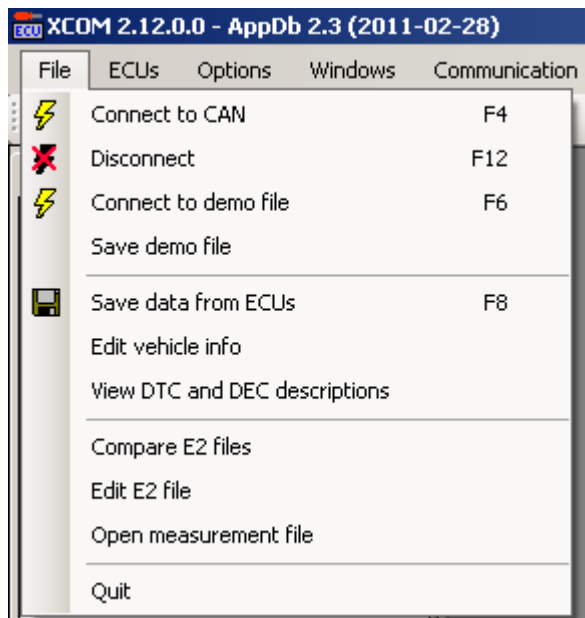 ECU XCOM 2.12.0.0 - AppDb 2.3 (2011-02-28)
File ECUs Options Windows Communication
Connect to CAN F4
Disconnect F12
Connect to demo file F6
Save demo file
Save data from ECUs F8
Edit vehicle info
View DTC and DEC descriptions
Compare E2 files
Edit E2 file
Open measurement file
Quit